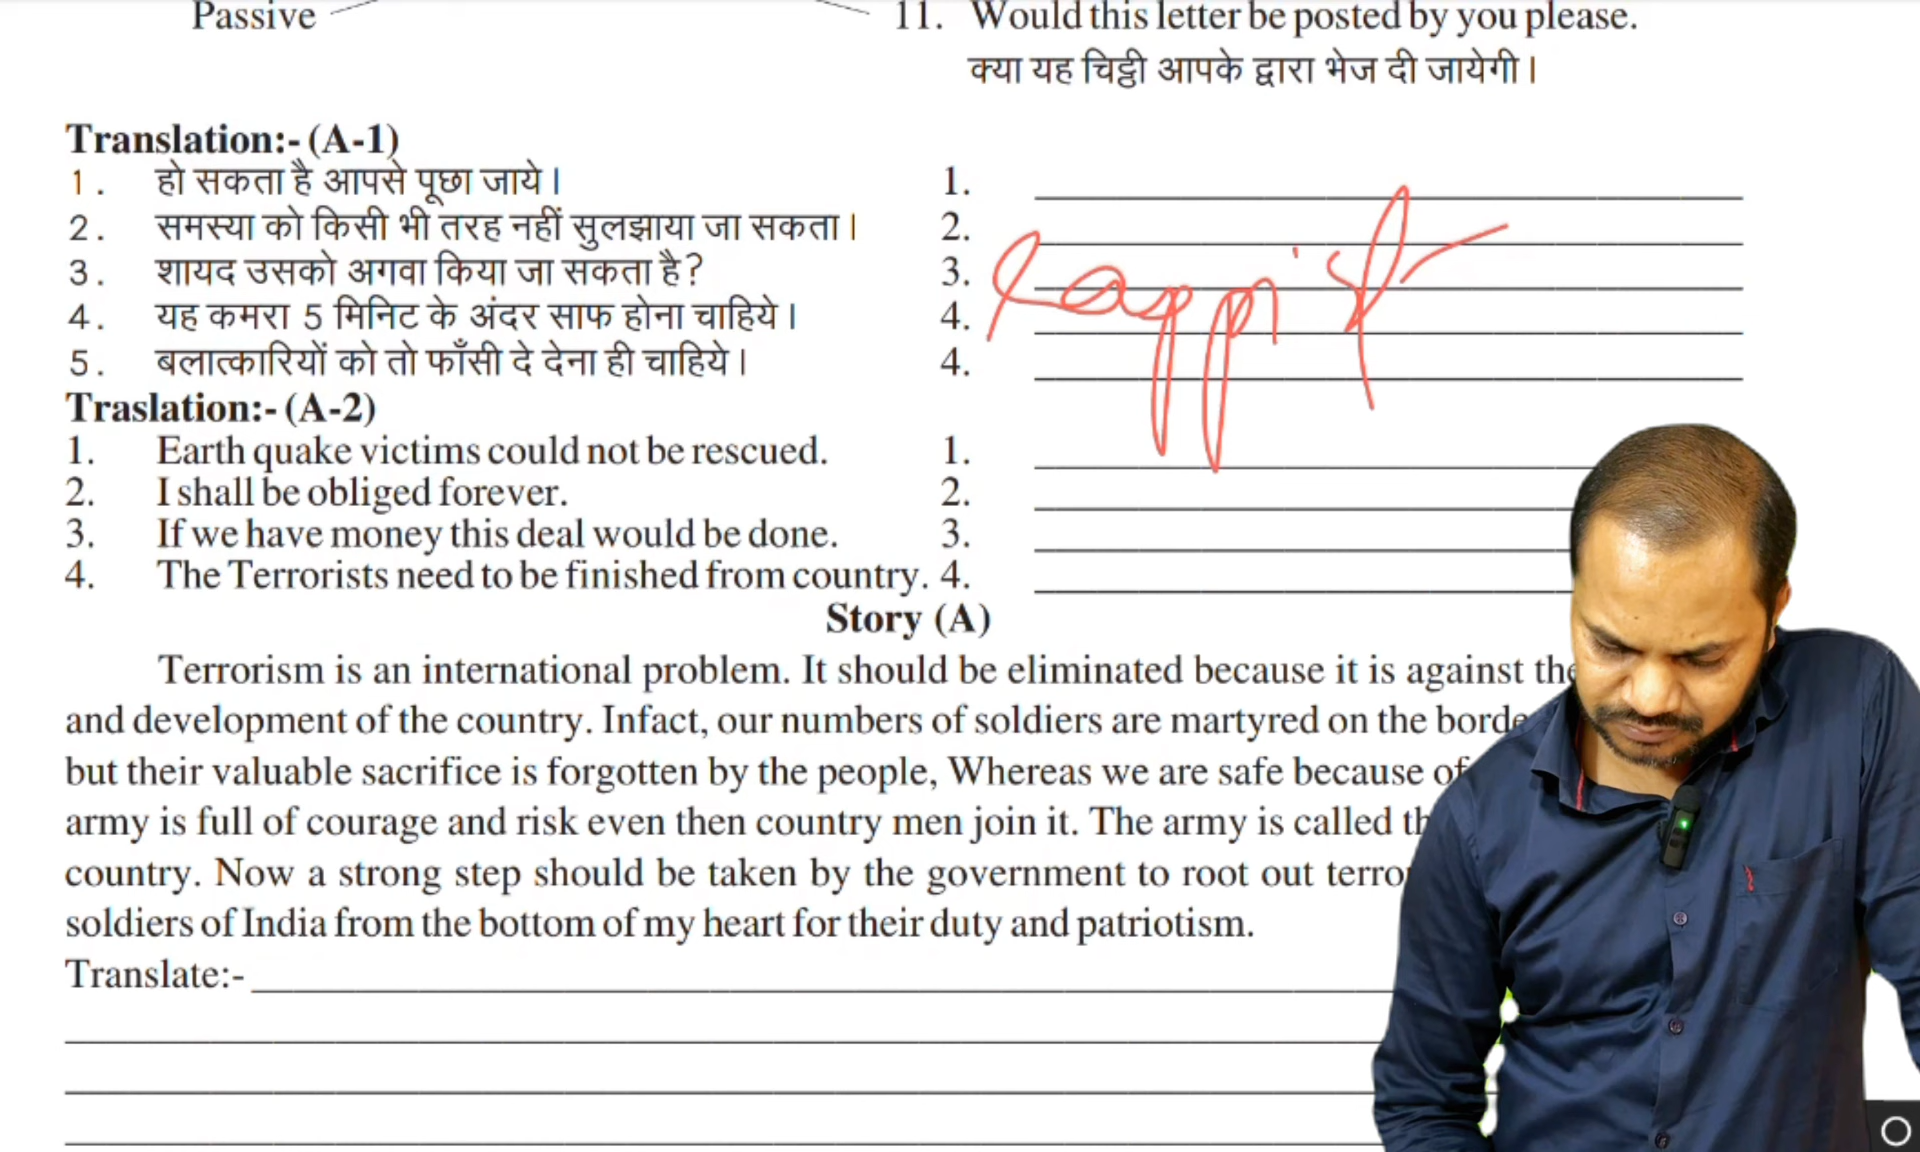 Passive
11. Would this letter be posted by you please.
क्या यह चिट्ठी आपके द्वारा भेज दी जायेगी।
Translation:- (A-1)
1. हो सकता है आपसे पूछा जाये। 1.
2. समस्या को किसी भी तरह नहीं सुलझाया जा सकता। 2.
3. शायद उसको अगवा किया जा सकता है? 3.
4. यह कमरा 5 मिनिट के अंदर साफ होना चाहिये। 4.
5. बलात्कारियों को तो फाँसी दे देना ही चाहिये। 4.
Traslation:- (A-2)
1. Earth quake victims could not be rescued. 1.
2. I shall be obliged forever. 2.
3. If we have money this deal would be done. 3.
4. The Terrorists need to be finished from country. 4.
Story (A)
Terrorism is an international problem. It should be eliminated because it is against the
and development of the country. Infact, our numbers of soldiers are martyred on the borde
but their valuable sacrifice is forgotten by the people, Whereas we are safe because of
army is full of courage and risk even then country men join it. The army is called th
country. Now a strong step should be taken by the government to root out terro
soldiers of India from the bottom of my heart for their duty and patriotism.
Translate:-